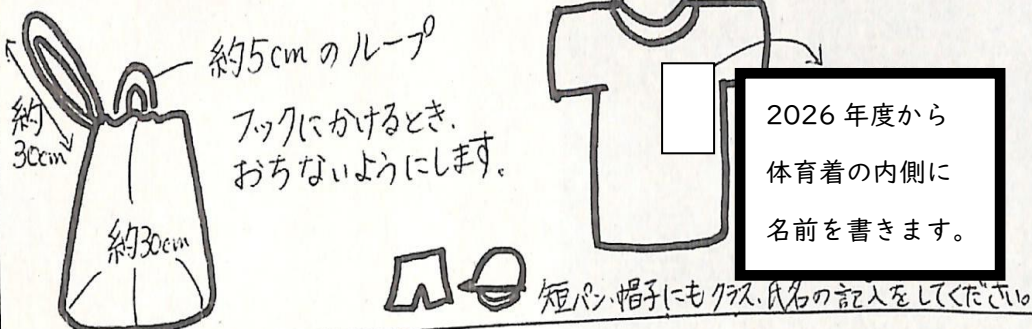 約5cmのループ
約
30cm
フックにかけるとき、
おちないようにします。
約30cm
2026年度から
体育着の内側に
名前を書きます。
短パン・帽子にもクラス、氏名の記入をしてください。